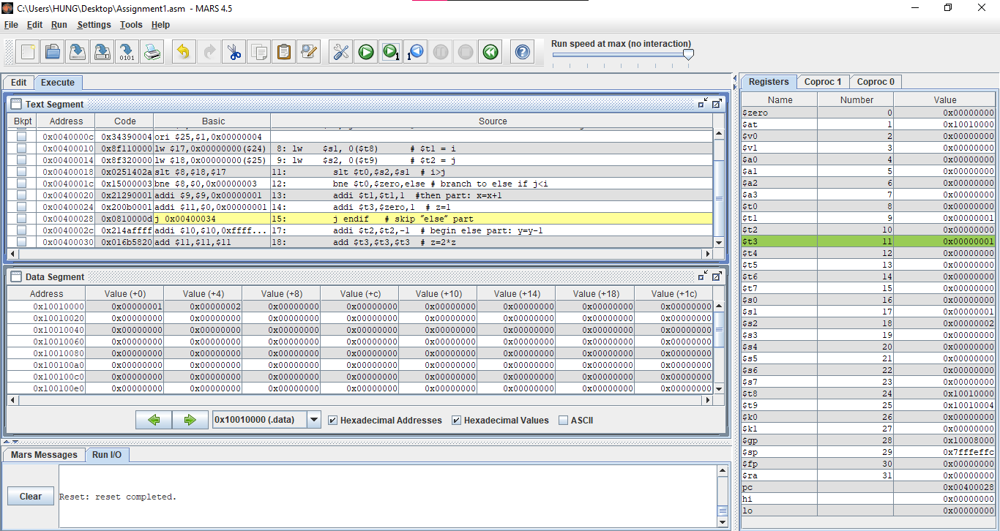 C:\Users\HUNG\Desktop\Assignment1.asm - MARS 4.5
File Edit Run Settings Tools Help
Run speed at max (no interaction)
Edit Execute
Text Segment
Bkpt Address Code Basic Source
0x0040000c 0x34390004 ori $25,$1,0x00000004
0x00400010 0x8f110000 lw $17,0x00000000($24) 8: lw $s1, 0($t8) # $t1 = i
0x00400014 0x8f320000 lw $18,0x00000000($25) 9: lw $s2, 0($t9) # $t2 = j
0x00400018 0x0251402a slt $8,$18,$17 11: slt $t0,$s2,$s1 # i>j
0x0040001c 0x15000003 bne $8,$0,0x00000003 12: bne $t0,$zero,else # branch to else if j<i
0x00400020 0x21290001 addi $9,$9,0x00000001 13: addi $t1,$t1,1 #then part: x=x+1
0x00400024 0x200b0001 addi $11,$0,0x00000001 14: addi $t3,$zero,1 # z=1
0x00400028 0x0810000d j 0x00400034 15: j endif # skip “else” part
0x0040002c 0x214affff addi $10,$10,0xffff... 17: addi $t2,$t2,-1 # begin else part: y=y-1
0x00400030 0x016b5820 add $11,$11,$11 18: add $t3,$t3,$t3 # z=2*z
Data Segment
Address Value (+0) Value (+4) Value (+8) Value (+c) Value (+10) Value (+14) Value (+18) Value (+1c)
0x10010000 0x00000001 0x00000002 0x00000000 0x00000000 0x00000000 0x00000000 0x00000000 0x00000000
0x10010020 0x00000000 0x00000000 0x00000000 0x00000000 0x00000000 0x00000000 0x00000000 0x00000000
0x10010040 0x00000000 0x00000000 0x00000000 0x00000000 0x00000000 0x00000000 0x00000000 0x00000000
0x10010060 0x00000000 0x00000000 0x00000000 0x00000000 0x00000000 0x00000000 0x00000000 0x00000000
0x10010080 0x00000000 0x00000000 0x00000000 0x00000000 0x00000000 0x00000000 0x00000000 0x00000000
0x100100a0 0x00000000 0x00000000 0x00000000 0x00000000 0x00000000 0x00000000 0x00000000 0x00000000
0x100100c0 0x00000000 0x00000000 0x00000000 0x00000000 0x00000000 0x00000000 0x00000000 0x00000000
0x100100e0 0x00000000 0x00000000 0x00000000 0x00000000 0x00000000 0x00000000 0x00000000 0x00000000
0x10010000 (.data) Hexadecimal Addresses Hexadecimal Values ASCII
Mars Messages Run I/O
Clear
Reset: reset completed.
Registers Coproc 1 Coproc 0
Name Number Value
$zero 0 0x00000000
$at 1 0x10010000
$v0 2 0x00000000
$v1 3 0x00000000
$a0 4 0x00000000
$a1 5 0x00000000
$a2 6 0x00000000
$a3 7 0x00000000
$t0 8 0x00000000
$t1 9 0x00000001
$t2 10 0x00000000
$t3 11 0x00000001
$t4 12 0x00000000
$t5 13 0x00000000
$t6 14 0x00000000
$t7 15 0x00000000
$s0 16 0x00000000
$s1 17 0x00000001
$s2 18 0x00000002
$s3 19 0x00000000
$s4 20 0x00000000
$s5 21 0x00000000
$s6 22 0x00000000
$s7 23 0x00000000
$t8 24 0x10010000
$t9 25 0x10010004
$k0 26 0x00000000
$k1 27 0x00000000
$gp 28 0x10008000
$sp 29 0x7fffeffc
$fp 30 0x00000000
$ra 31 0x00000000
pc 0x00400028
hi 0x00000000
lo 0x00000000